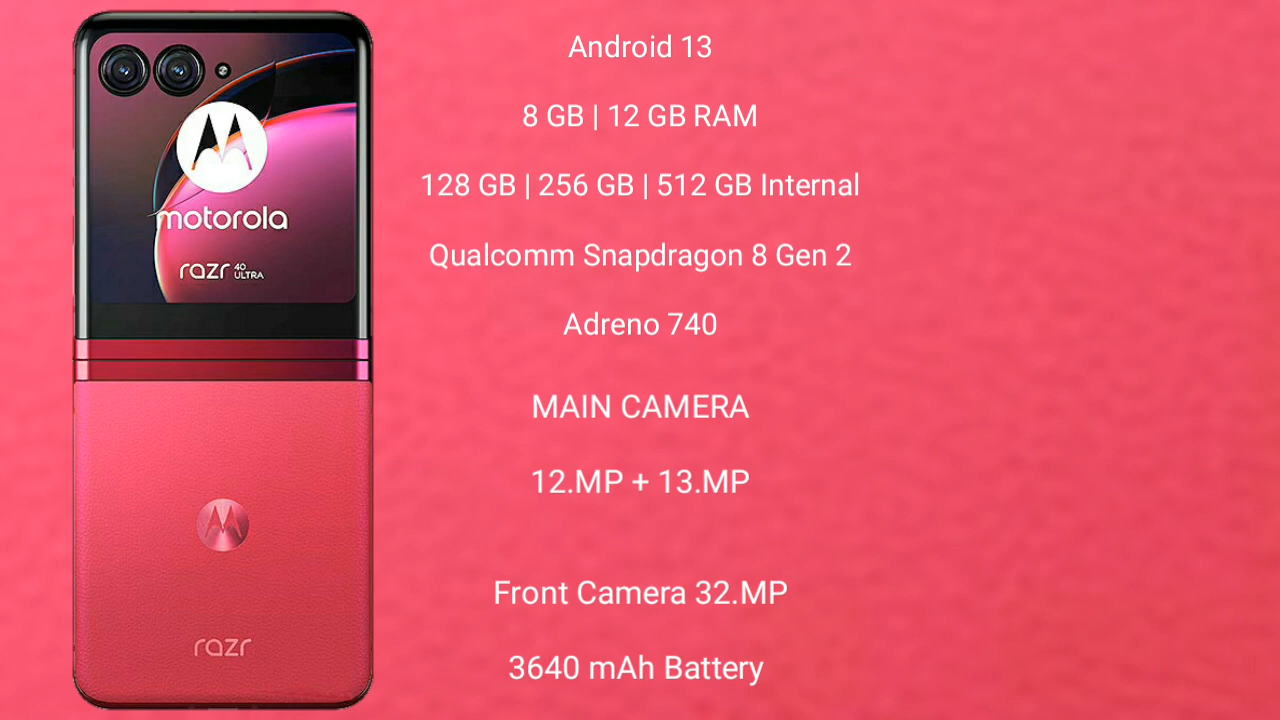 motorola
razr 40 ULTRA
razr
Android 13
8 GB | 12 GB RAM
128 GB | 256 GB | 512 GB Internal
Qualcomm Snapdragon 8 Gen 2
Adreno 740
MAIN CAMERA
12.MP + 13.MP
Front Camera 32.MP
3640 mAh Battery